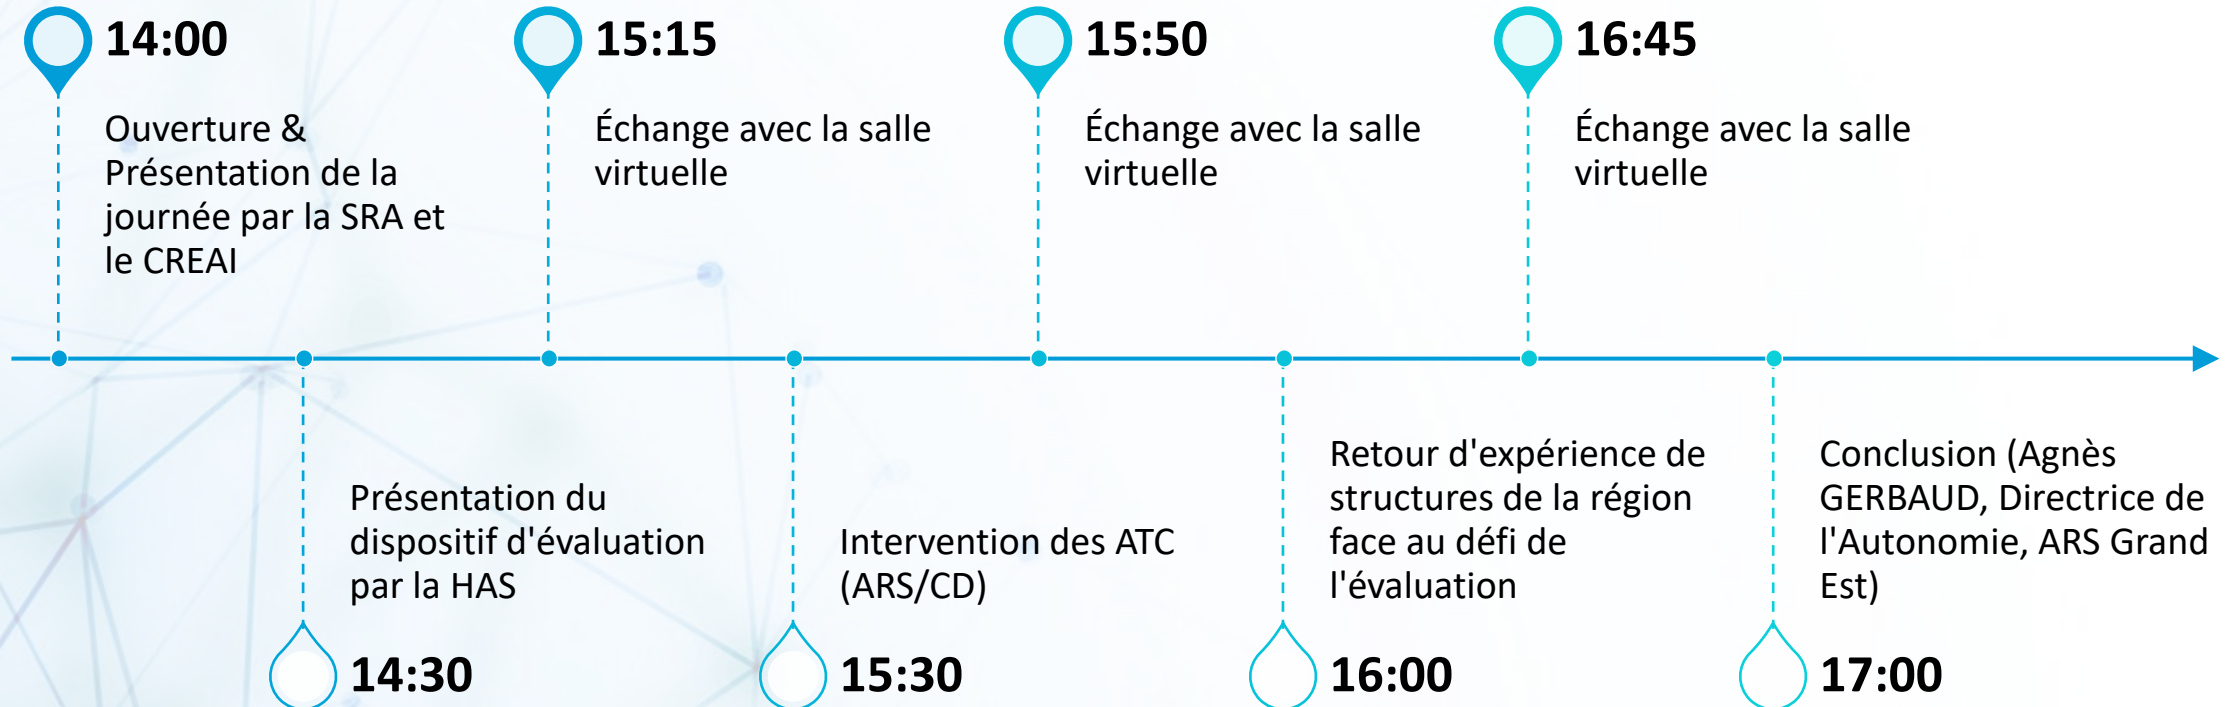 14:00
Ouverture &
Présentation de la
journée par la SRA et
le CREAI
14:30
Présentation du
dispositif d'évaluation
par la HAS
15:15
Échange avec la salle
virtuelle
15:30
Intervention des ATC
(ARS/CD)
15:50
Échange avec la salle
virtuelle
16:00
Retour d'expérience de
structures de la région
face au défi de
l'évaluation
16:45
Échange avec la salle
virtuelle
17:00
Conclusion (Agnès
GERBAUD, Directrice de
l'Autonomie, ARS Grand
Est)